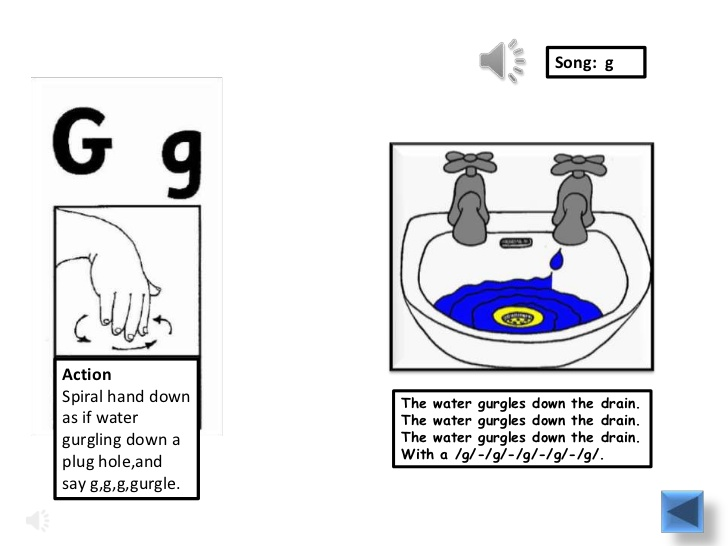 Song: g
G g
Action
Spiral hand down
as if water
gurgling down a
plug hole,and
say g,g,g,gurgle.
The water gurgles down the drain.
The water gurgles down the drain.
The water gurgles down the drain.
With a /g/-/g/-/g/-/g/-/g/.